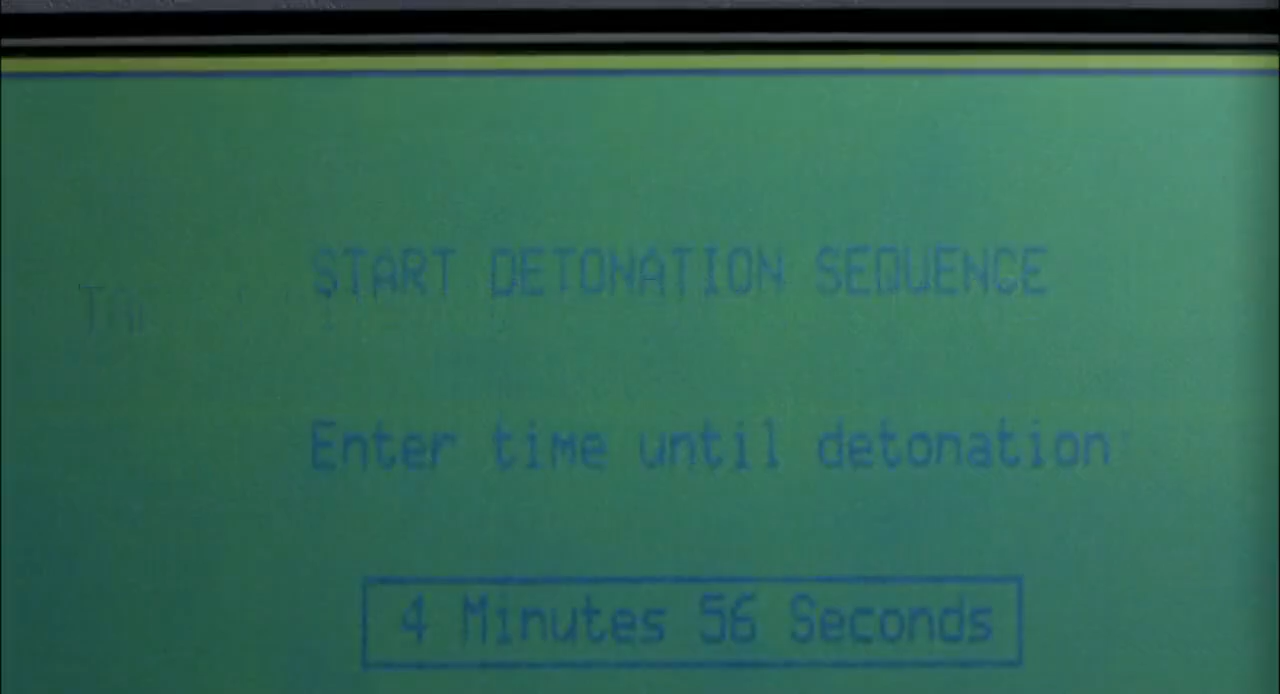 START DETONATION SEQUENCE
Enter time until detonation
4 Minutes 56 Seconds